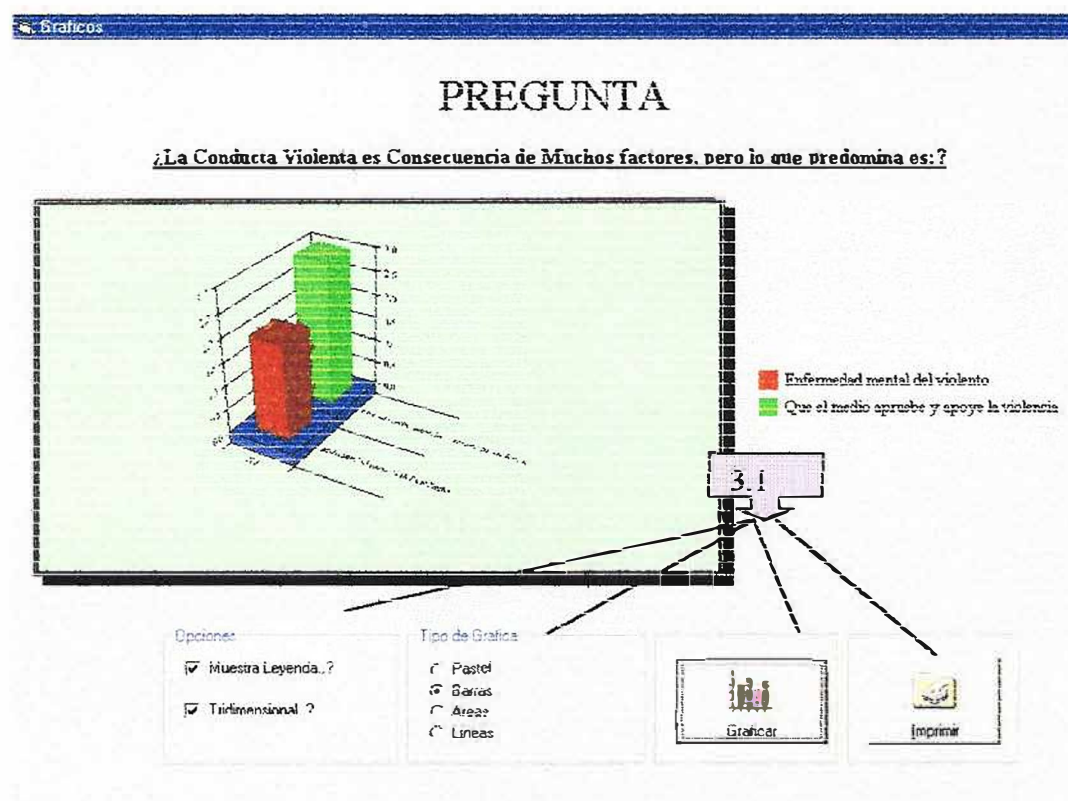 Graficos
PREGUNTA
¿La Conducta Violenta es Consecuencia de Muchos factores, pero lo que predomina es:?
Enfermedad mental del violento
Que el medio apruebe y apoye la violencia
3.1
Opciones
Muestra Leyenda..?
Tridimensional..?
Tipo de Grafica
Pastel
Barras
Areas
Lineas
Graficar
Imprimir